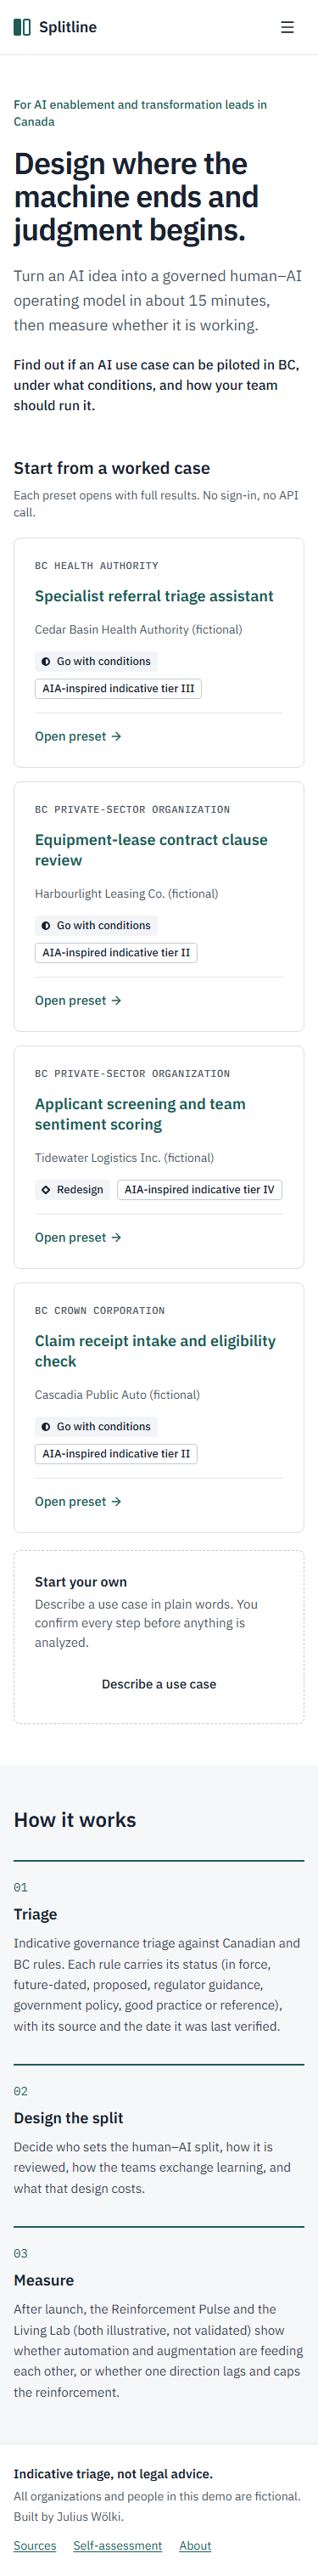 Splitline
For AI enablement and transformation leads in
Canada
Design where the
machine ends and
judgment begins.
Turn an AI idea into a governed human–AI
operating model in about 15 minutes,
then measure whether it is working.
Find out if an AI use case can be piloted in BC,
under what conditions, and how your team
should run it.
Start from a worked case
Each preset opens with full results. No sign-in, no API
call.
BC HEALTH AUTHORITY
Specialist referral triage assistant
Cedar Basin Health Authority (fictional)
Go with conditions
AIA-inspired indicative tier III
Open preset →
BC PRIVATE-SECTOR ORGANIZATION
Equipment-lease contract clause
review
Harbourlight Leasing Co. (fictional)
Go with conditions
AIA-inspired indicative tier II
Open preset →
BC PRIVATE-SECTOR ORGANIZATION
Applicant screening and team
sentiment scoring
Tidewater Logistics Inc. (fictional)
Redesign AIA-inspired indicative tier IV
Open preset →
BC CROWN CORPORATION
Claim receipt intake and eligibility
check
Cascadia Public Auto (fictional)
Go with conditions
AIA-inspired indicative tier II
Open preset →
Start your own
Describe a use case in plain words. You
confirm every step before anything is
analyzed.
Describe a use case
How it works
01
Triage
Indicative governance triage against Canadian and
BC rules. Each rule carries its status (in force,
future-dated, proposed, regulator guidance,
government policy, good practice or reference),
with its source and the date it was last verified.
02
Design the split
Decide who sets the human–AI split, how it is
reviewed, how the teams exchange learning, and
what that design costs.
03
Measure
After launch, the Reinforcement Pulse and the
Living Lab (both illustrative, not validated) show
whether automation and augmentation are feeding
each other, or whether one direction lags and caps
the reinforcement.
Indicative triage, not legal advice.
All organizations and people in this demo are fictional.
Built by Julius Wölki.
Sources Self-assessment About